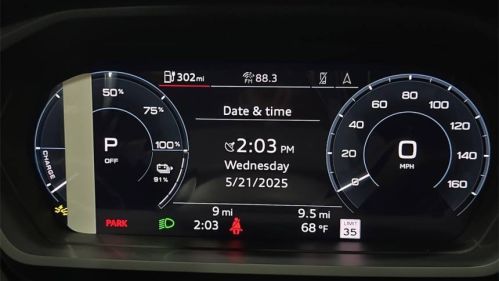 302mi
FM 88.3
50%
75%
100%
CHARGE
P
OFF
91%
Date & time
2:03 PM
Wednesday
5/21/2025
0
20
40
60
80
100
120
140
160
0
MPH
9 mi
9.5 mi
PARK
2:03
68 °F
LIMIT
35